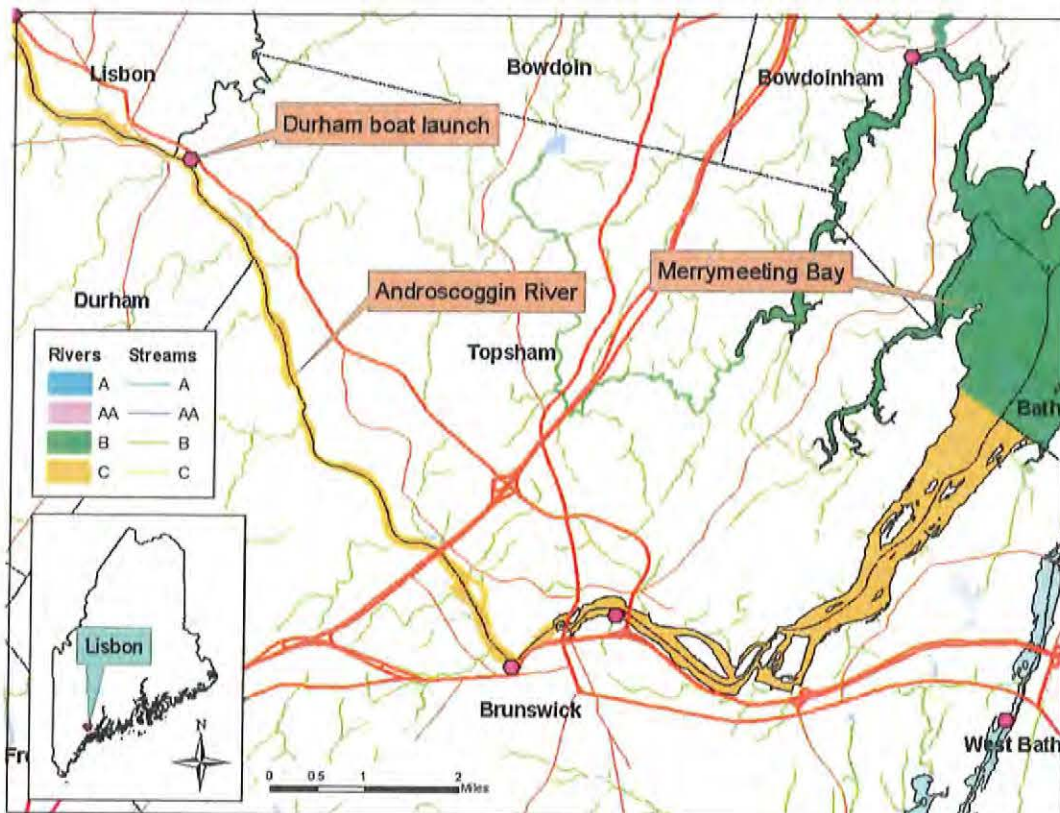 Lisbon
Bowdoin
Bowdoinham
Durham boat launch
Merrymeeting Bay
Androscoggin River
Durham
Topsham
Rivers Streams
A A
AA AA
B B
C C
Bath
Lisbon
N
Brunswick
West Bath
0 0.5 1 2
Miles